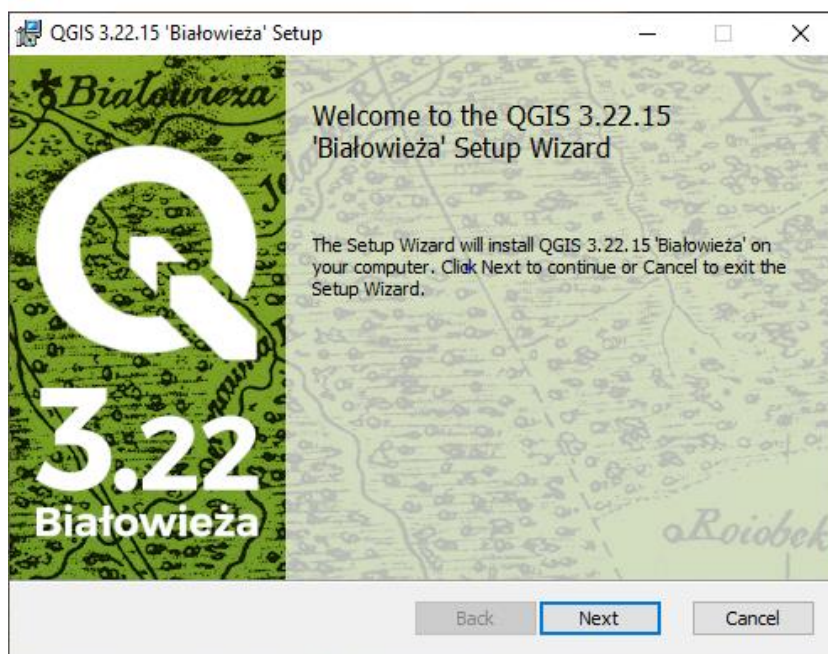 QGIS 3.22.15 'Białowieża' Setup
Białowieża
Welcome to the QGIS 3.22.15
'Białowieża' Setup Wizard
The Setup Wizard will install QGIS 3.22.15 'Białowieża' on
your computer. Click Next to continue or Cancel to exit the
Setup Wizard.
3.22
Białowieża
Roiobek
Back
Next
Cancel